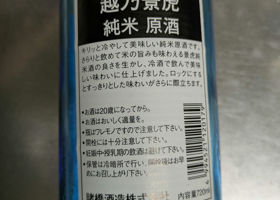 越乃景虎
純米 原酒
キリッと冷やして美味しい純米原酒です。
さらりと飲めて米の旨みも味わえる景虎純
米酒の良さを生かし、冷酒で飲んで美
しい味わいに仕上げました。ロックにする
とすっきりとした味わいがさらに際立ちます。
•お酒は20歳になってから。
•お酒はおいしく適量を。
•瓶はワレモノですので注意して下さい。
•開栓には十分注意して下さい。
•妊娠中・授乳期の飲酒は避けて下さい。
•保管は冷暗所で行い、開栓後はお早
めにお召し上がり下さい。
諸橋酒造株式会社
内容量720ml